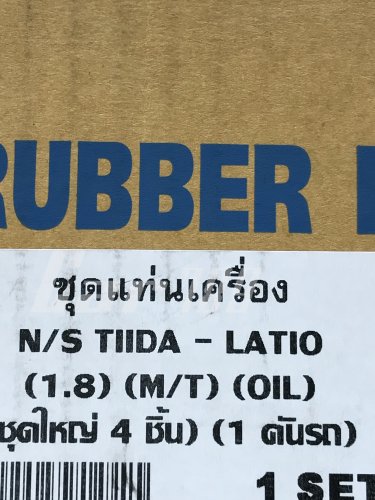 RUBBER
ชุดแท่นเครื่อง
N/S TIIDA - LATIO
(1.8) (M/T) (OIL)
ชุดใหญ่ 4 ชิ้น) (1 คันรถ)
1 SET